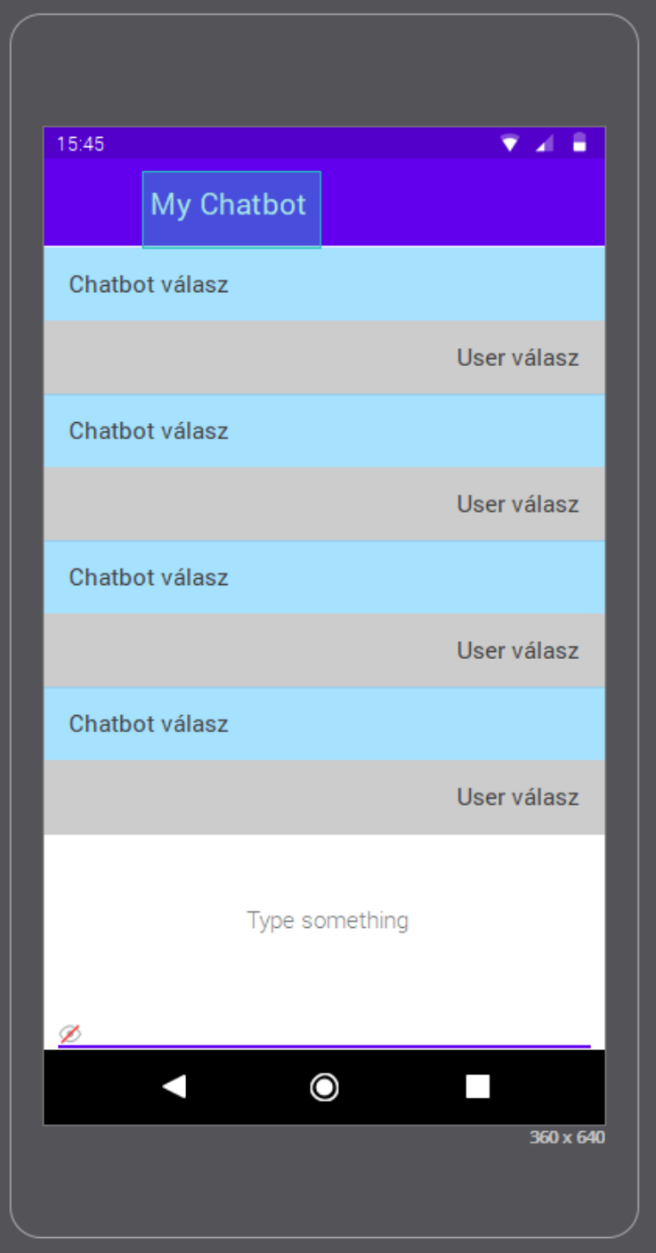 15:45
My Chatbot
Chatbot válasz
User válasz
Chatbot válasz
User válasz
Chatbot válasz
User válasz
Chatbot válasz
User válasz
Type something
360 x 640